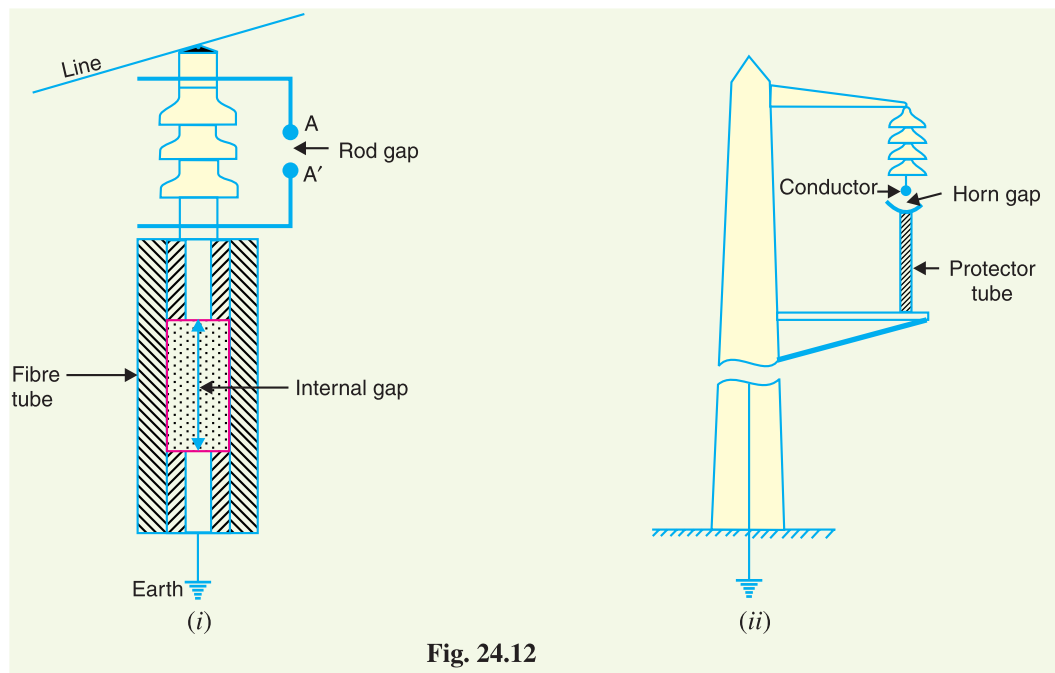 Line
A
Rod gap
A′
Fibre
tube
Internal gap
Earth
(i)
Conductor
Horn gap
Protector
tube
(ii)
Fig. 24.12